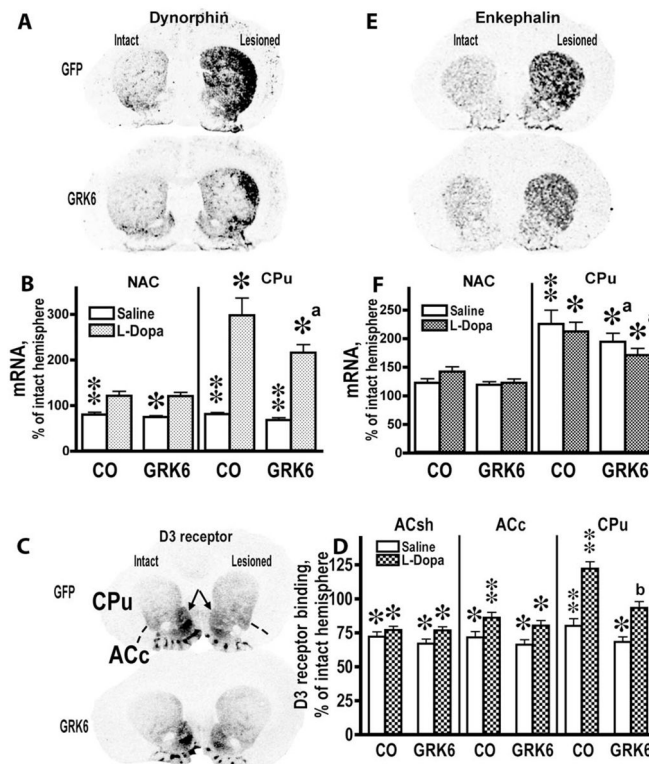 A
Dynorphin
Intact
Lesioned
GFP
GRK6
B
NAC
CPu
Saline
L-Dopa
mRNA,
% of intact hemisphere
300
200
100
0
**
*
**
*
***
*a
CO
GRK6
CO
GRK6
C
D3 receptor
Intact
Lesioned
GFP
CPu
ACc
GRK6
E
Enkephalin
Intact
Lesioned
F
NAC
CPu
Saline
L-Dopa
mRNA,
% of intact hemisphere
250
200
150
100
50
0
**
*
*a
*
CO
GRK6
CO
GRK6
D
ACsh
ACc
CPu
Saline
L-Dopa
D3 receptor binding,
% of intact hemisphere
125
100
75
50
25
0
*
*
*
*
*
**
*
*
**
**
*
b
CO
GRK6
CO
GRK6
CO
GRK6